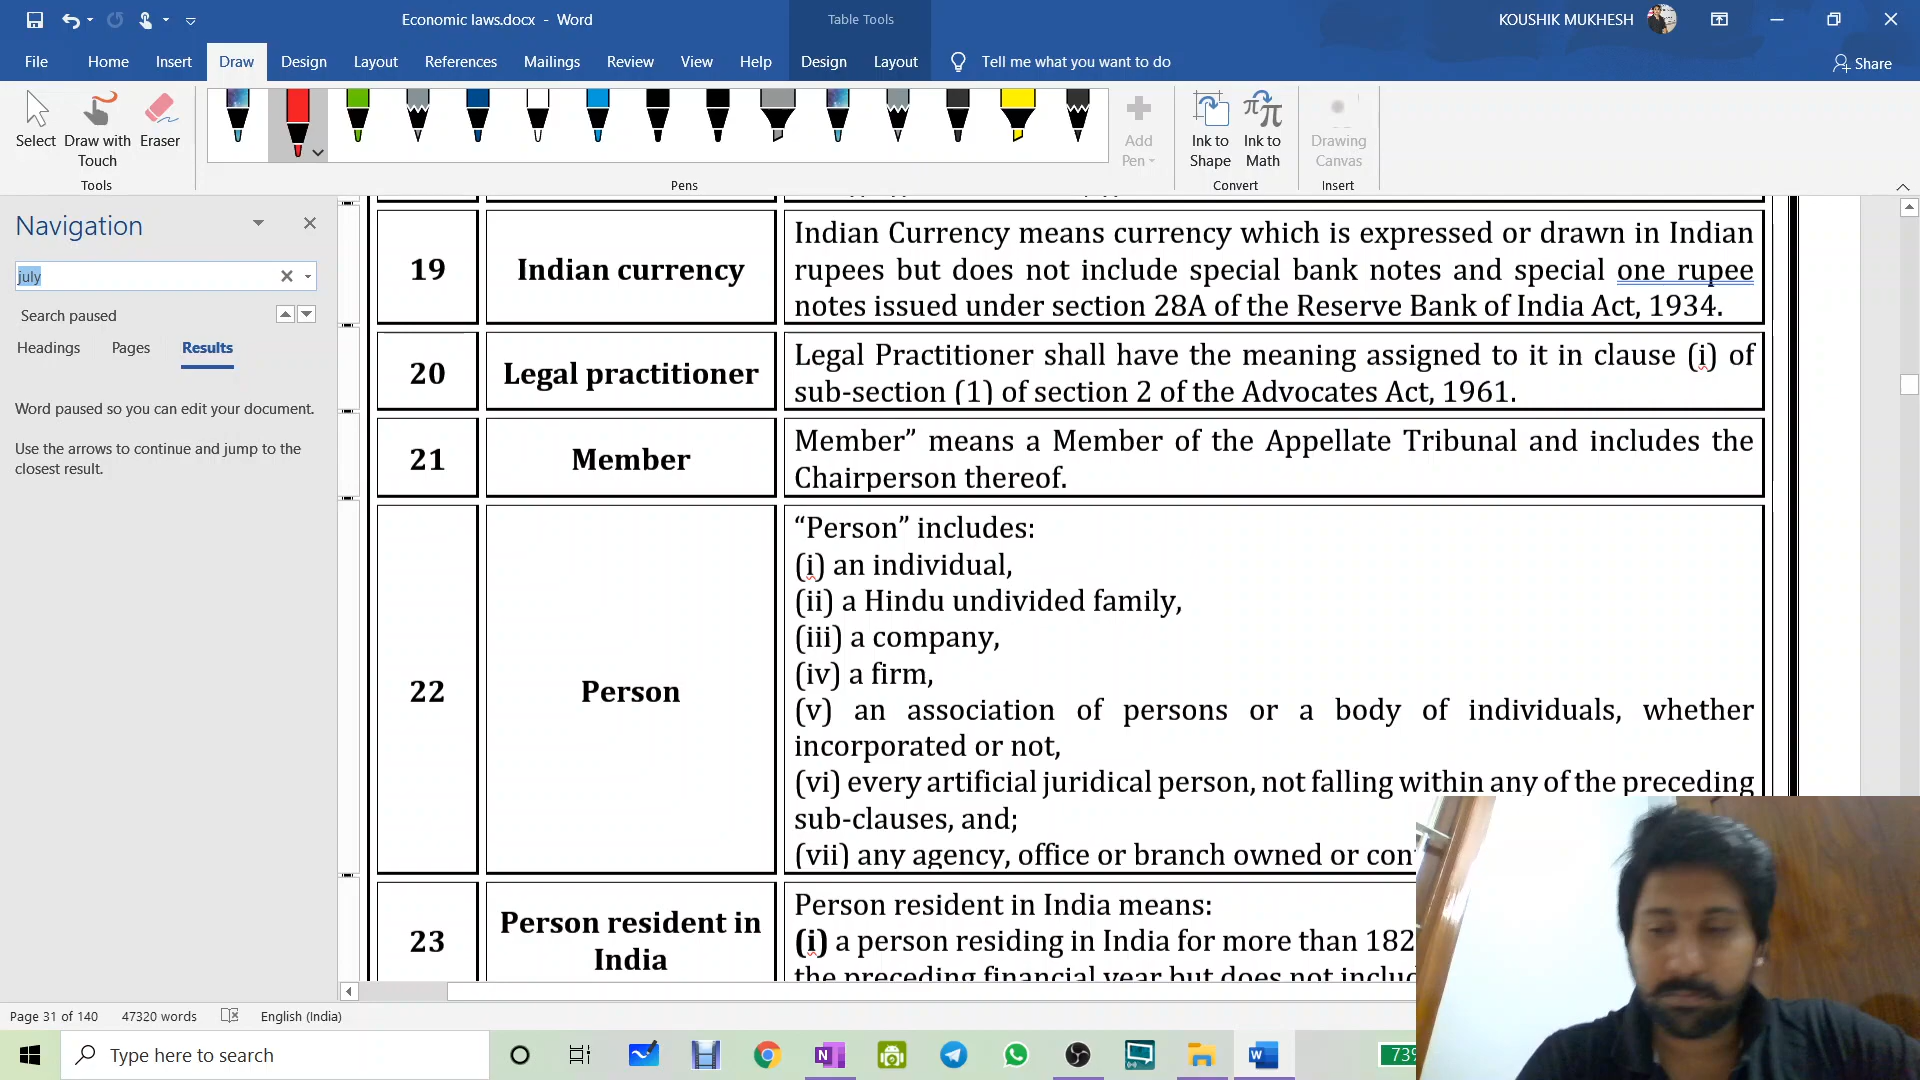 Economic laws.docx - Word
Table Tools
KOUSHIK MUKHESH
File Home Insert Draw Design Layout References Mailings Review View Help Design Layout Tell me what you want to do Share
Select
Draw with Touch
Eraser
Tools
Pens
Add Pen
Ink to Shape
Ink to Math
Convert
Drawing Canvas
Insert
Navigation
july
Search paused
Headings Pages Results
Word paused so you can edit your document.
Use the arrows to continue and jump to the
closest result.
19
Indian currency
Indian Currency means currency which is expressed or drawn in Indian
rupees but does not include special bank notes and special one rupee
notes issued under section 28A of the Reserve Bank of India Act, 1934.
20
Legal practitioner
Legal Practitioner shall have the meaning assigned to it in clause (i) of
sub-section (1) of section 2 of the Advocates Act, 1961.
21
Member
Member” means a Member of the Appellate Tribunal and includes the
Chairperson thereof.
22
Person
“Person” includes:
(i) an individual,
(ii) a Hindu undivided family,
(iii) a company,
(iv) a firm,
(v) an association of persons or a body of individuals, whether
incorporated or not,
(vi) every artificial juridical person, not falling within any of the preceding
sub-clauses, and;
(vii) any agency, office or branch owned or con
23
Person resident in
India
Person resident in India means:
(i) a person residing in India for more than 182
the preceding financial year but does not includ
Page 31 of 140 47320 words English (India)
Type here to search
73%